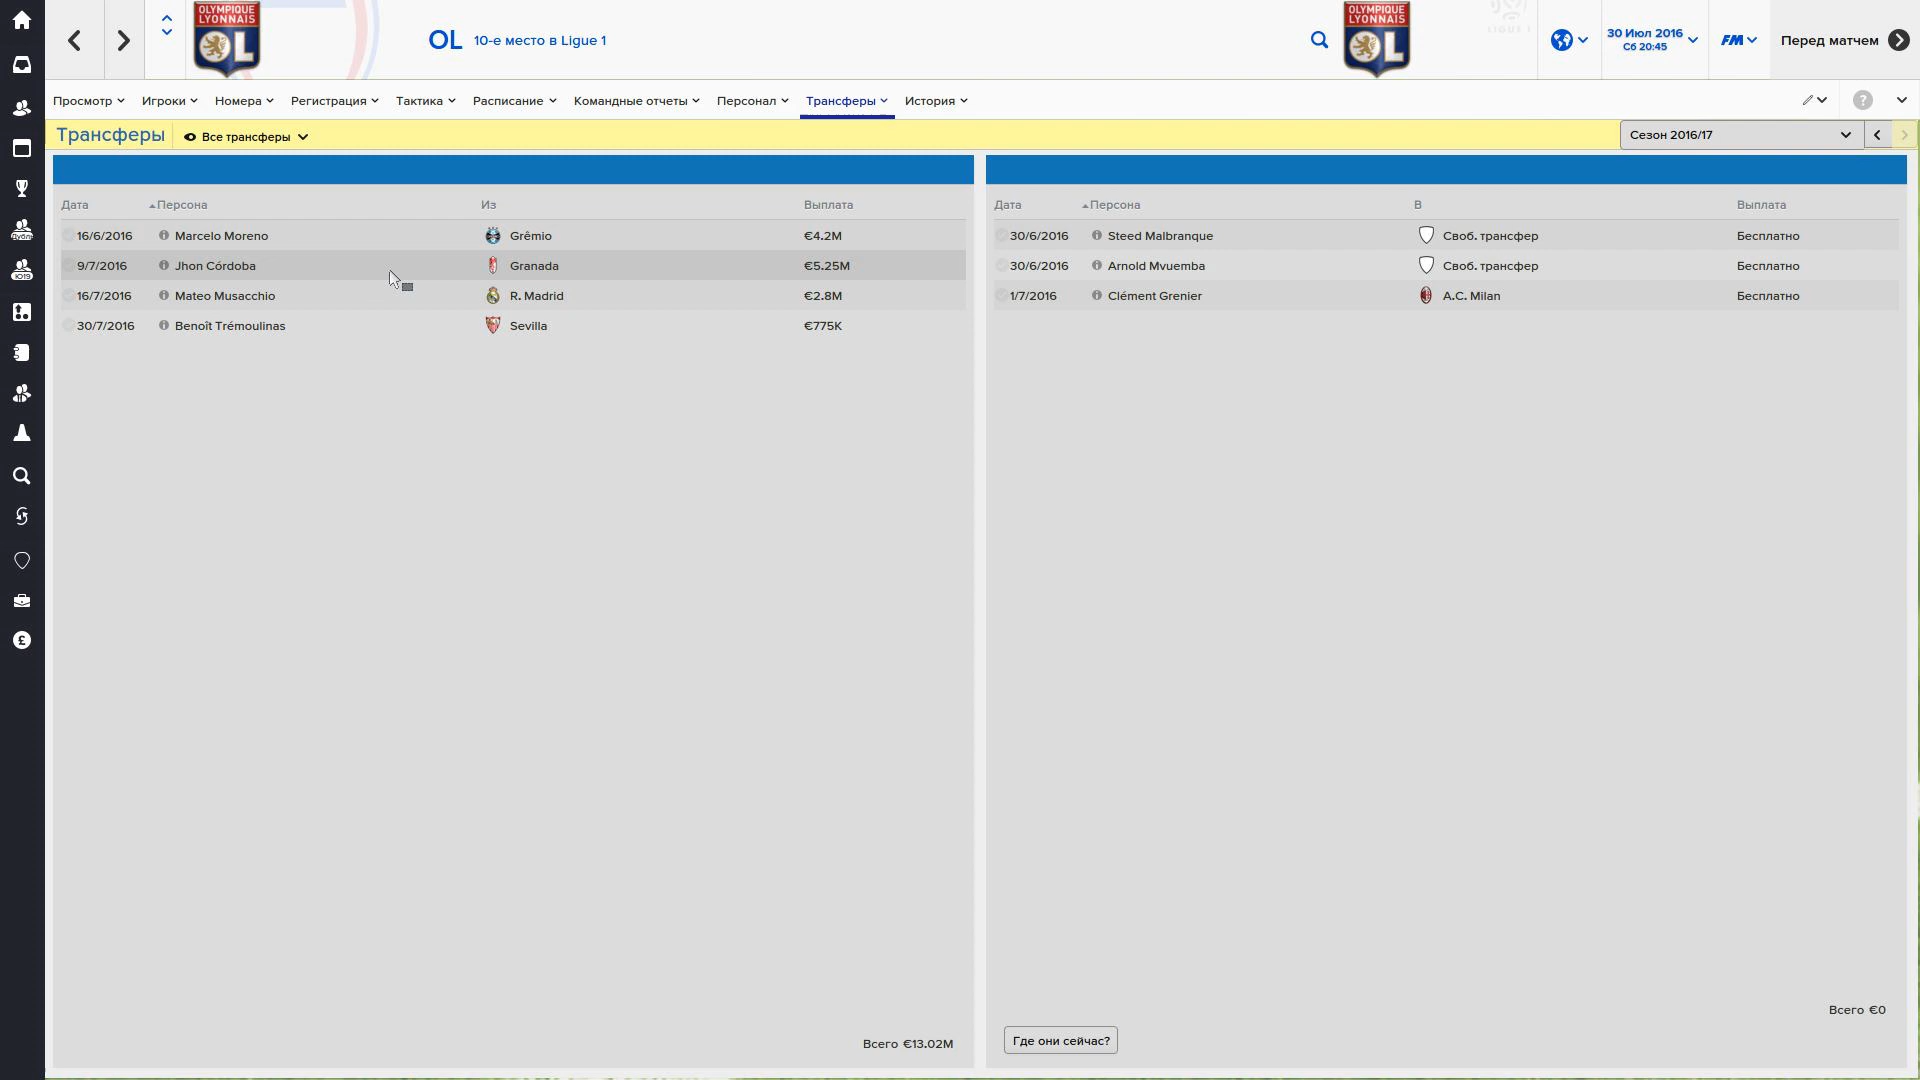 OLYMPIQUE LYONNAIS OL
OL 10-е место в Ligue 1
OLYMPIQUE LYONNAIS OL
LIGUE 1
30 Июл 2016
Сб 20:45
FM
Перед матчем
Просмотр Игроки Номера Регистрация Тактика Расписание Командные отчеты Персонал Трансферы История ?
Трансферы Все трансферы Сезон 2016/17
Дата Персона Из Выплата
16/6/2016 Marcelo Moreno Grêmio €4.2M
9/7/2016 Jhon Córdoba Granada €5.25M
16/7/2016 Mateo Musacchio R. Madrid €2.8M
30/7/2016 Benoît Trémoulinas Sevilla €775K
Всего €13.02M
Дата Персона В Выплата
30/6/2016 Steed Malbranque Своб. трансфер Бесплатно
30/6/2016 Arnold Mvuemba Своб. трансфер Бесплатно
1/7/2016 Clément Grenier A.C. Milan Бесплатно
Всего €0
Где они сейчас?